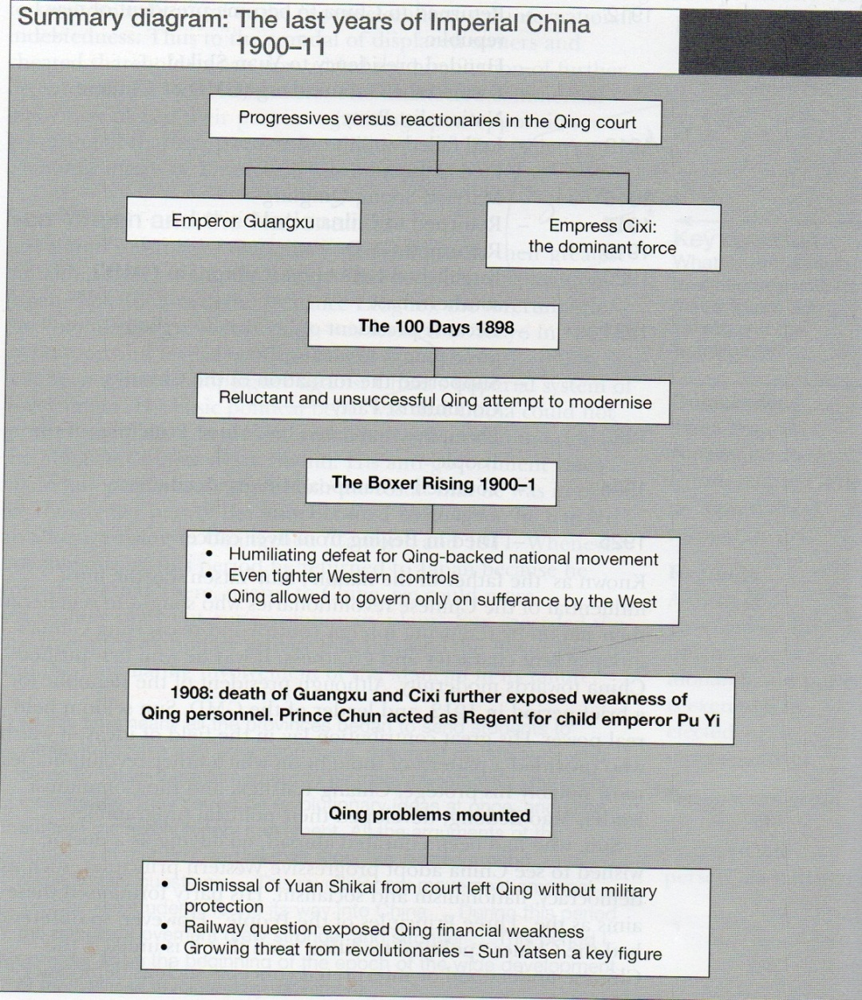 Summary diagram: The last years of Imperial China
1900–11
Progressives versus reactionaries in the Qing court
Emperor Guangxu
Empress Cixi:
the dominant force
The 100 Days 1898
Reluctant and unsuccessful Qing attempt to modernise
The Boxer Rising 1900–1
• Humiliating defeat for Qing-backed national movement
• Even tighter Western controls
• Qing allowed to govern only on sufferance by the West
1908: death of Guangxu and Cixi further exposed weakness of
Qing personnel. Prince Chun acted as Regent for child emperor Pu Yi
Qing problems mounted
• Dismissal of Yuan Shikai from court left Qing without military
protection
• Railway question exposed Qing financial weakness
• Growing threat from revolutionaries – Sun Yatsen a key figure